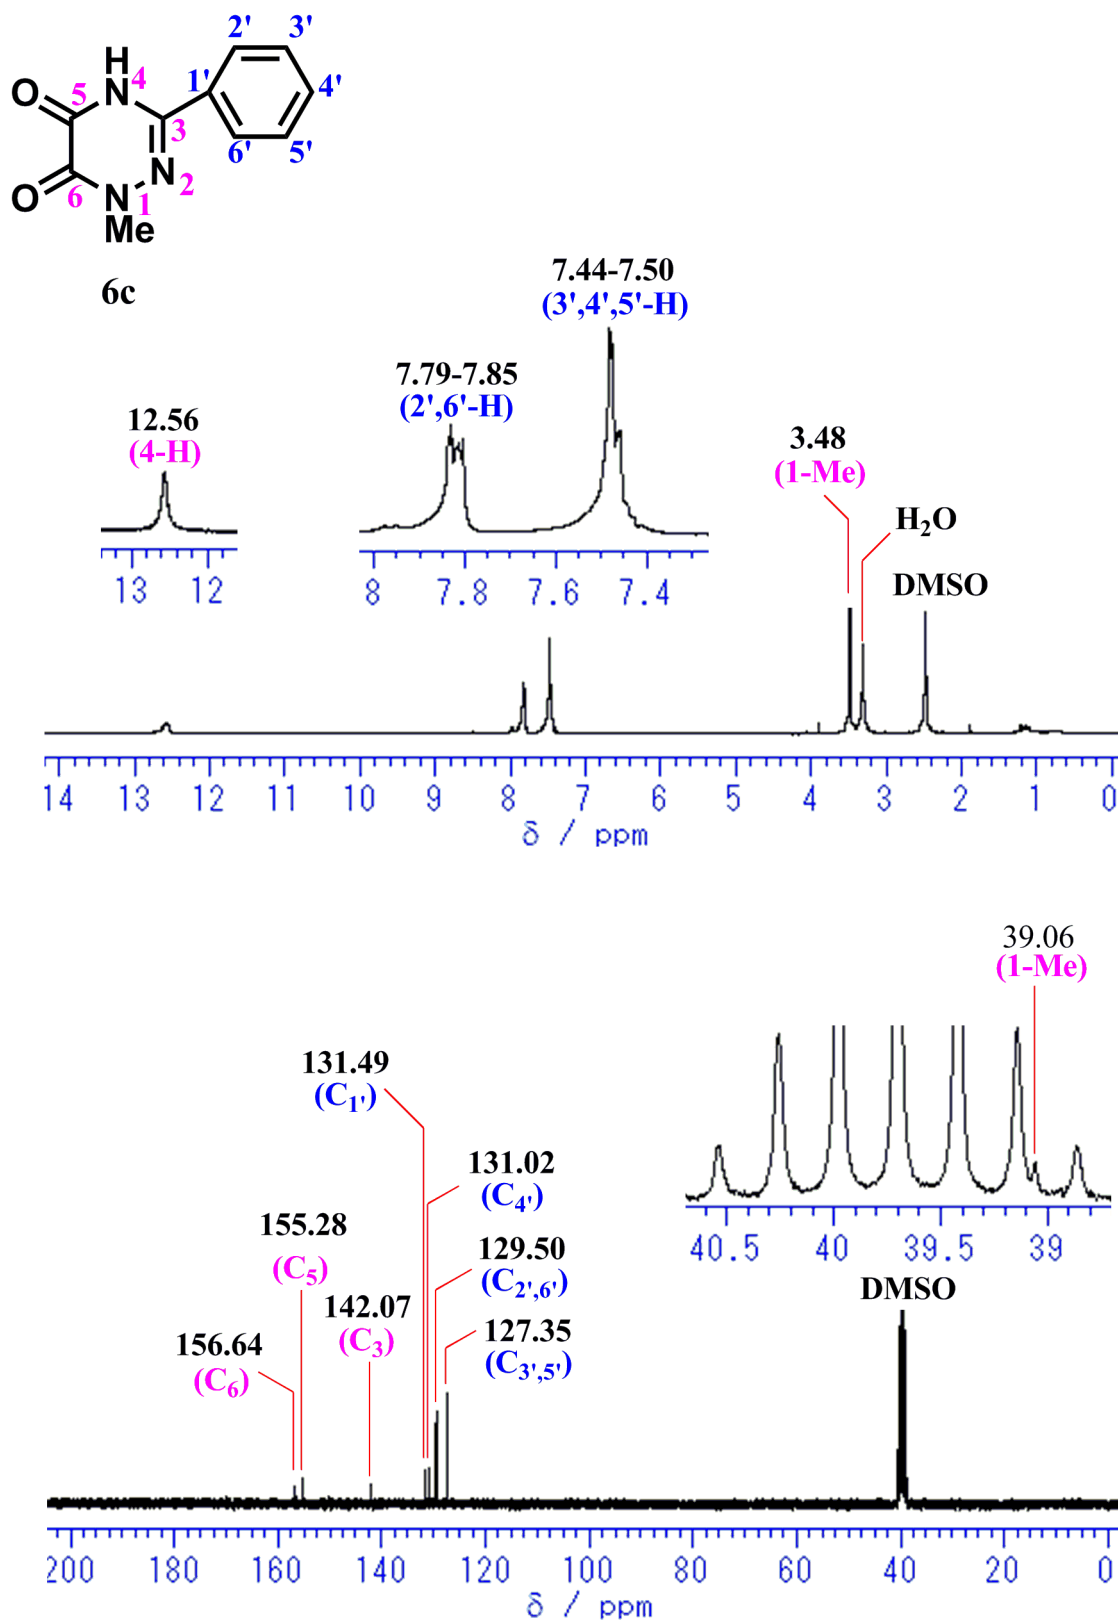 2' 3'
H
4 1' 4'
O 5 N
3 6' 5'
O N 2
6 N 1
Me
6c
7.44-7.50
(3',4',5'-H)
7.79-7.85
(2',6'-H)
12.56
(4-H)
3.48
(1-Me)
H2O
DMSO
13 12
8 7.8 7.6 7.4
14 13 12 11 10 9 8 7 6 5 4 3 2 1 0
δ / ppm
39.06
(1-Me)
131.49
(C1')
131.02
(C4')
155.28
(C5)
129.50
(C2',6')
40.5 40 39.5 39
DMSO
142.07
(C3)
127.35
(C3',5')
156.64
(C6)
200 180 160 140 120 100 80 60 40 20 0
δ / ppm